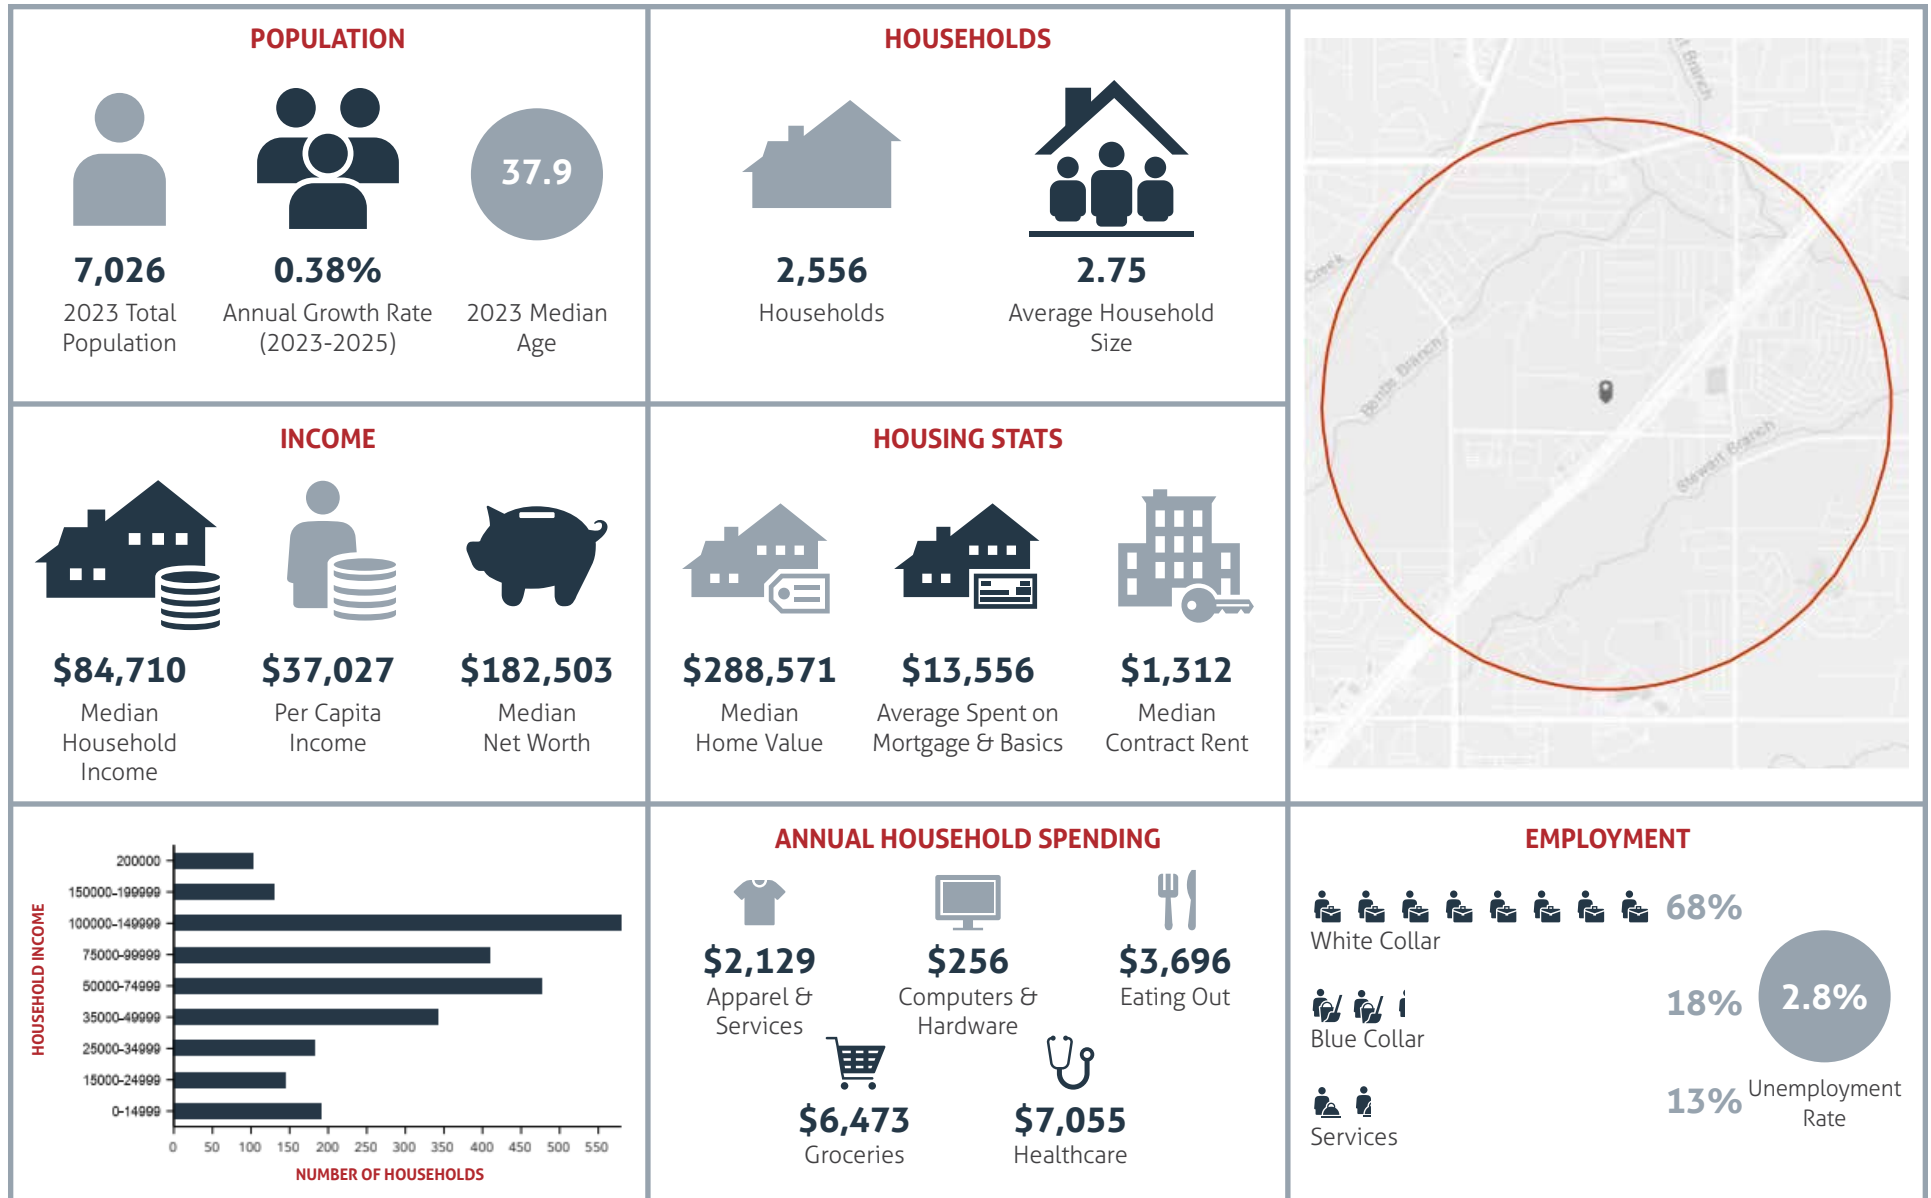 POPULATION
37.9
7,026
2023 Total
Population
0.38%
Annual Growth Rate
(2023-2025)
2023 Median
Age
HOUSEHOLDS
2,556
Households
2.75
Average Household
Size
Creek
Bentle Branch
Stewart Branch
Branch
INCOME
$84,710
Median
Household
Income
$37,027
Per Capita
Income
$182,503
Median
Net Worth
HOUSING STATS
$288,571
Median
Home Value
$13,556
Average Spent on
Mortgage & Basics
$1,312
Median
Contract Rent
HOUSEHOLD INCOME
200000
150000-199999
100000-149999
75000-99999
50000-74999
35000-49999
25000-34999
15000-24999
0-14999
0 50 100 150 200 250 300 350 400 450 500 550
NUMBER OF HOUSEHOLDS
ANNUAL HOUSEHOLD SPENDING
$2,129
Apparel &
Services
$256
Computers &
Hardware
$3,696
Eating Out
$6,473
Groceries
$7,055
Healthcare
EMPLOYMENT
68%
White Collar
18%
Blue Collar
13%
Services
2.8%
Unemployment
Rate